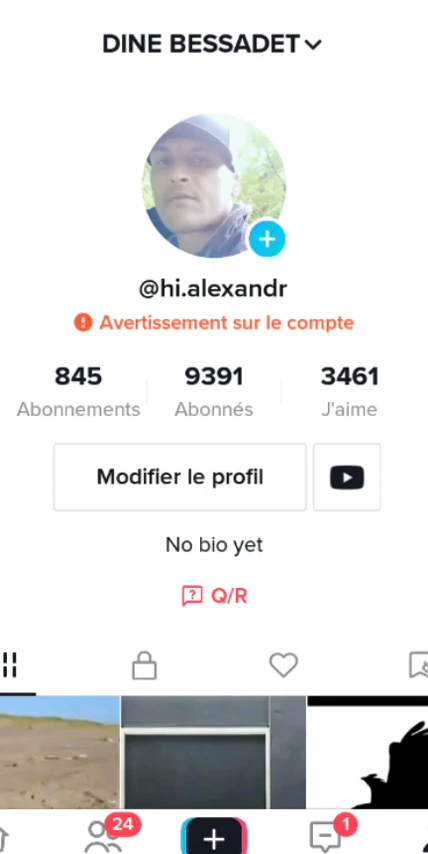 DINE BESSADET
@hi.alexandr
Avertissement sur le compte
845 9391 3461
Abonnements Abonnés J'aime
Modifier le profil
No bio yet
Q/R
24 1